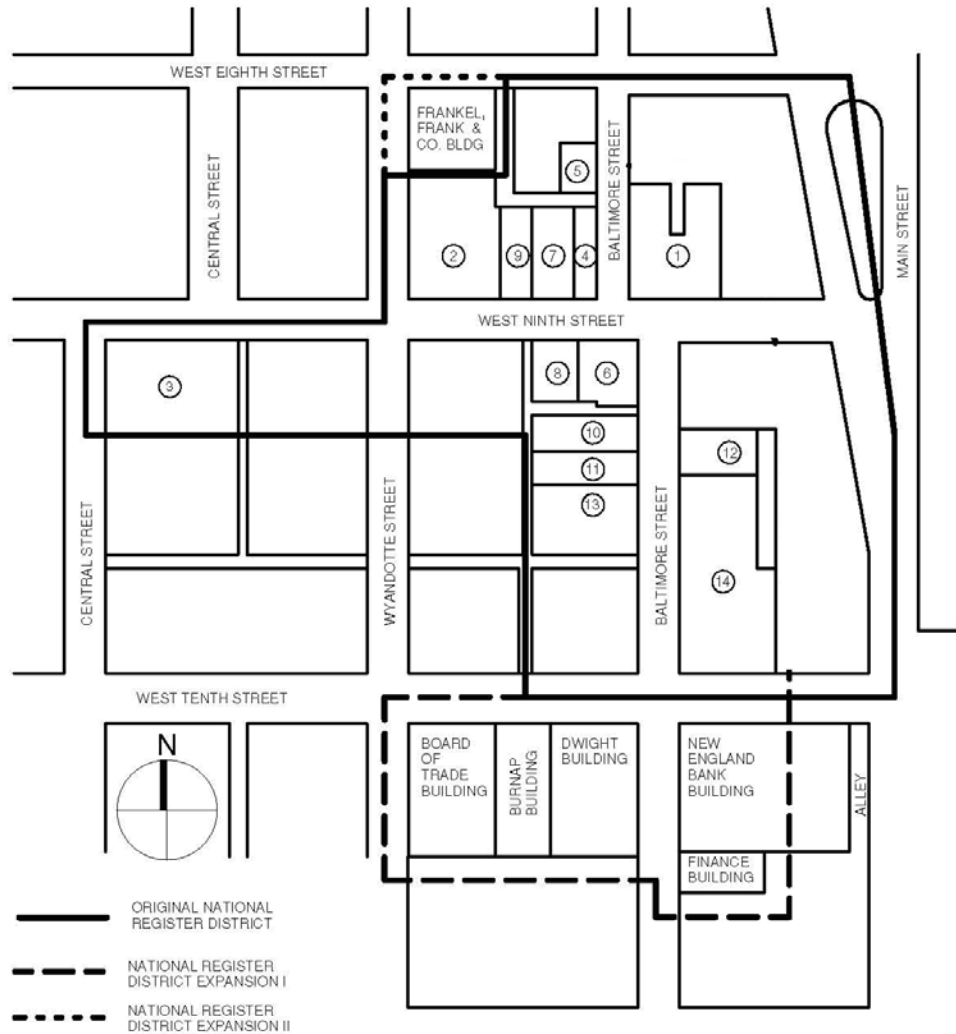 WEST EIGHTH STREET
FRANKEL,
FRANK &
CO. BLDG
CENTRAL STREET
BALTIMORE STREET
MAIN STREET
5
2
9
7
4
1
WEST NINTH STREET
3
8
6
10
11
12
13
14
CENTRAL STREET
WYANDOTTE STREET
BALTIMORE STREET
WEST TENTH STREET
N
BOARD
OF
TRADE
BUILDING
BURNAP
BUILDING
DWIGHT
BUILDING
NEW
ENGLAND
BANK
BUILDING
ALLEY
FINANCE
BUILDING
ORIGINAL NATIONAL
REGISTER DISTRICT
NATIONAL REGISTER
DISTRICT EXPANSION I
NATIONAL REGISTER
DISTRICT EXPANSION II